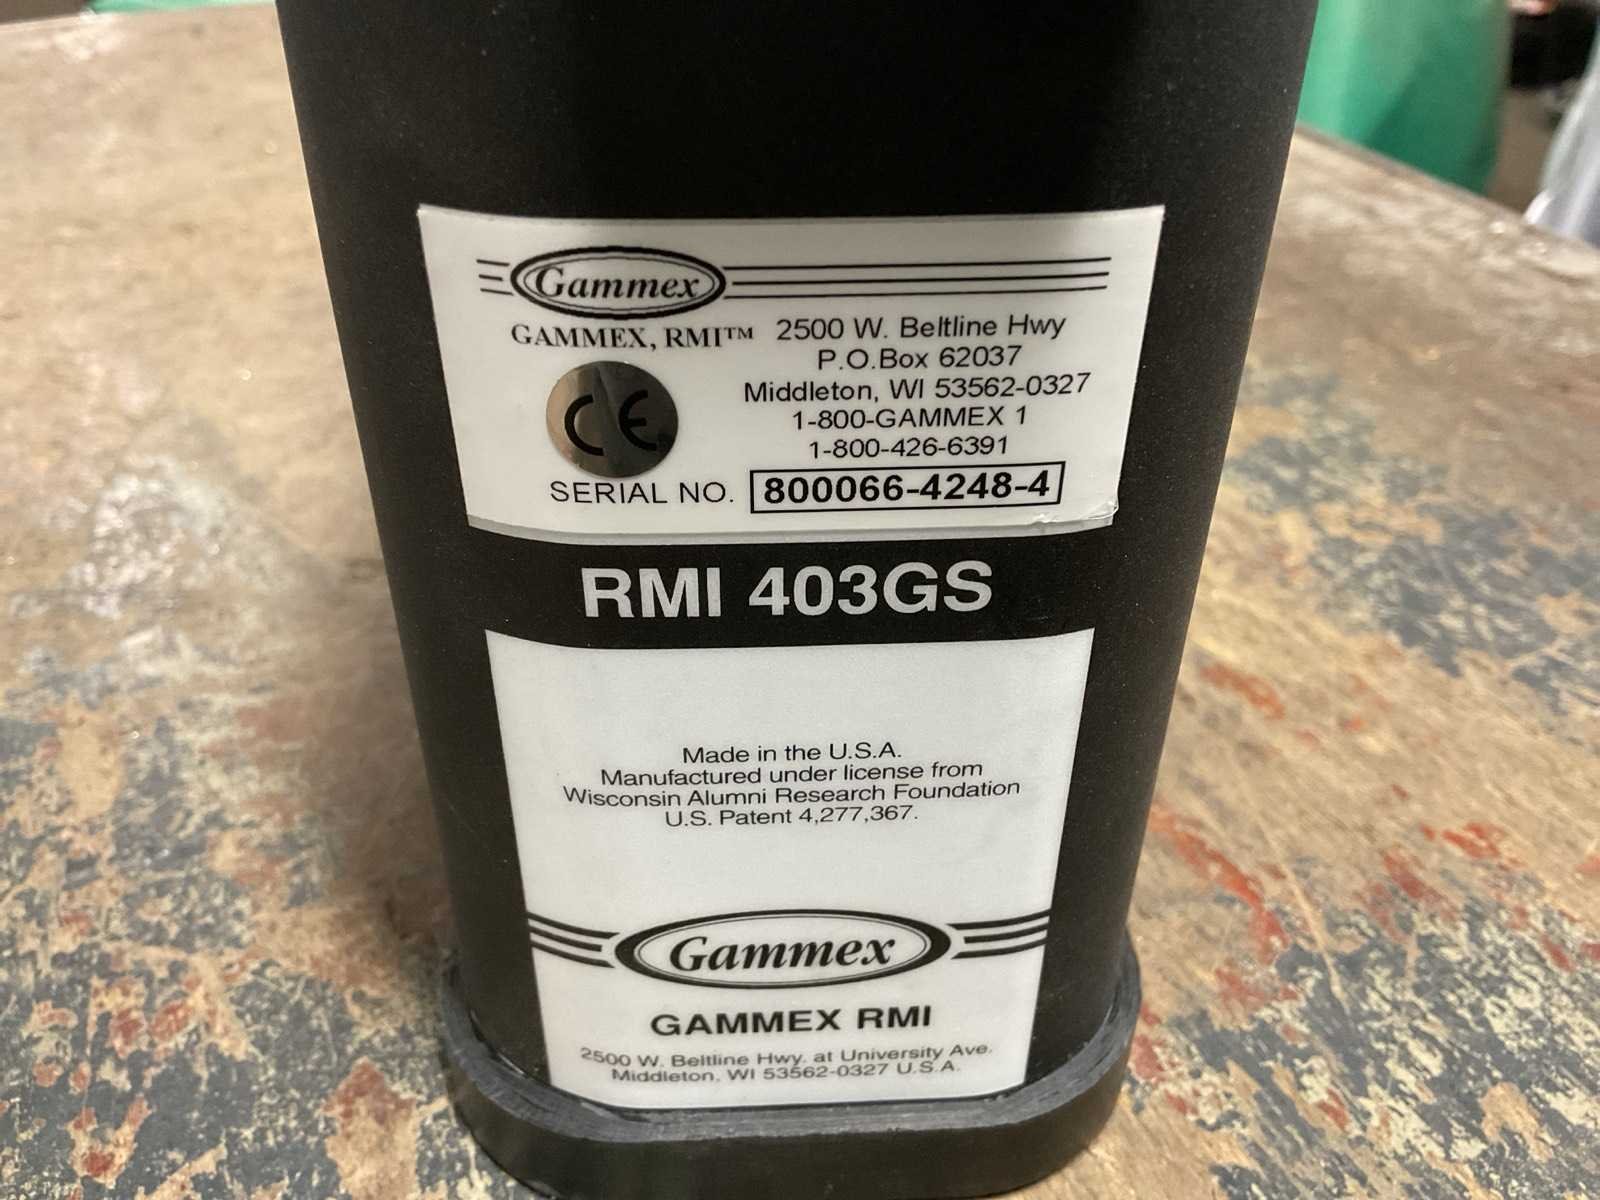 Gammex
GAMMEX, RMI™
2500 W. Beltline Hwy
P.O.Box 62037
Middleton, WI 53562-0327
1-800-GAMMEX 1
1-800-426-6391
CE
SERIAL NO. 800066-4248-4
RMI 403GS
Made in the U.S.A.
Manufactured under license from
Wisconsin Alumni Research Foundation
U.S. Patent 4,277,367.
Gammex
GAMMEX RMI
2500 W. Beltline Hwy. at University Ave.
Middleton, WI 53562-0327 U.S.A.